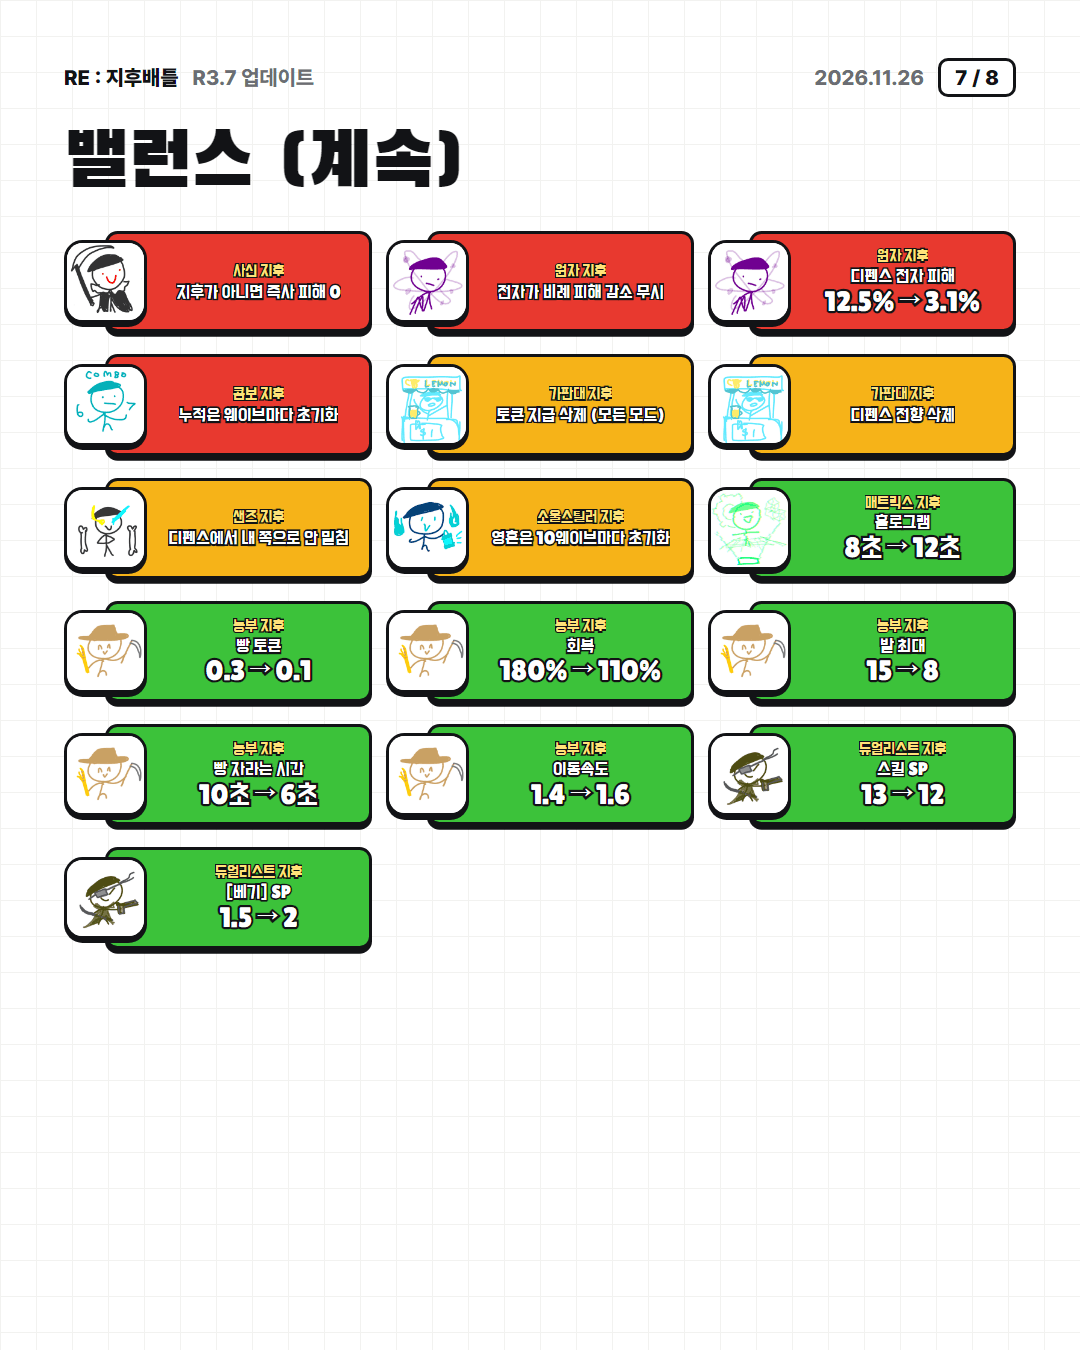 RE : 지후배틀 R3.7 업데이트
2026.11.26 7 / 8
밸런스 (계속)
사신 지후
지후가 아니면 즉사 피해 0
원자 지후
전자가 비례 피해 감소 무시
원자 지후
디펜스 전자 피해
12.5% → 3.1%
COMBO
콤보 지후
누적은 웨이브마다 초기화
LEMON
$1
가판대 지후
토큰 지급 삭제 (모든 모드)
LEMON
$1
가판대 지후
디펜스 전향 삭제
샌즈 지후
디펜스에서 내 쪽으로 안 밀침
소울스틸러 지후
영혼은 10웨이브마다 초기화
매트릭스 지후
홀로그램
8초 → 12초
농부 지후
빵 토큰
0.3 → 0.1
농부 지후
회복
180% → 110%
농부 지후
밭 최대
15 → 8
농부 지후
빵 자라는 시간
10초 → 6초
농부 지후
이동속도
1.4 → 1.6
듀얼리스트 지후
스킬 SP
13 → 12
듀얼리스트 지후
[베기] SP
1.5 → 2